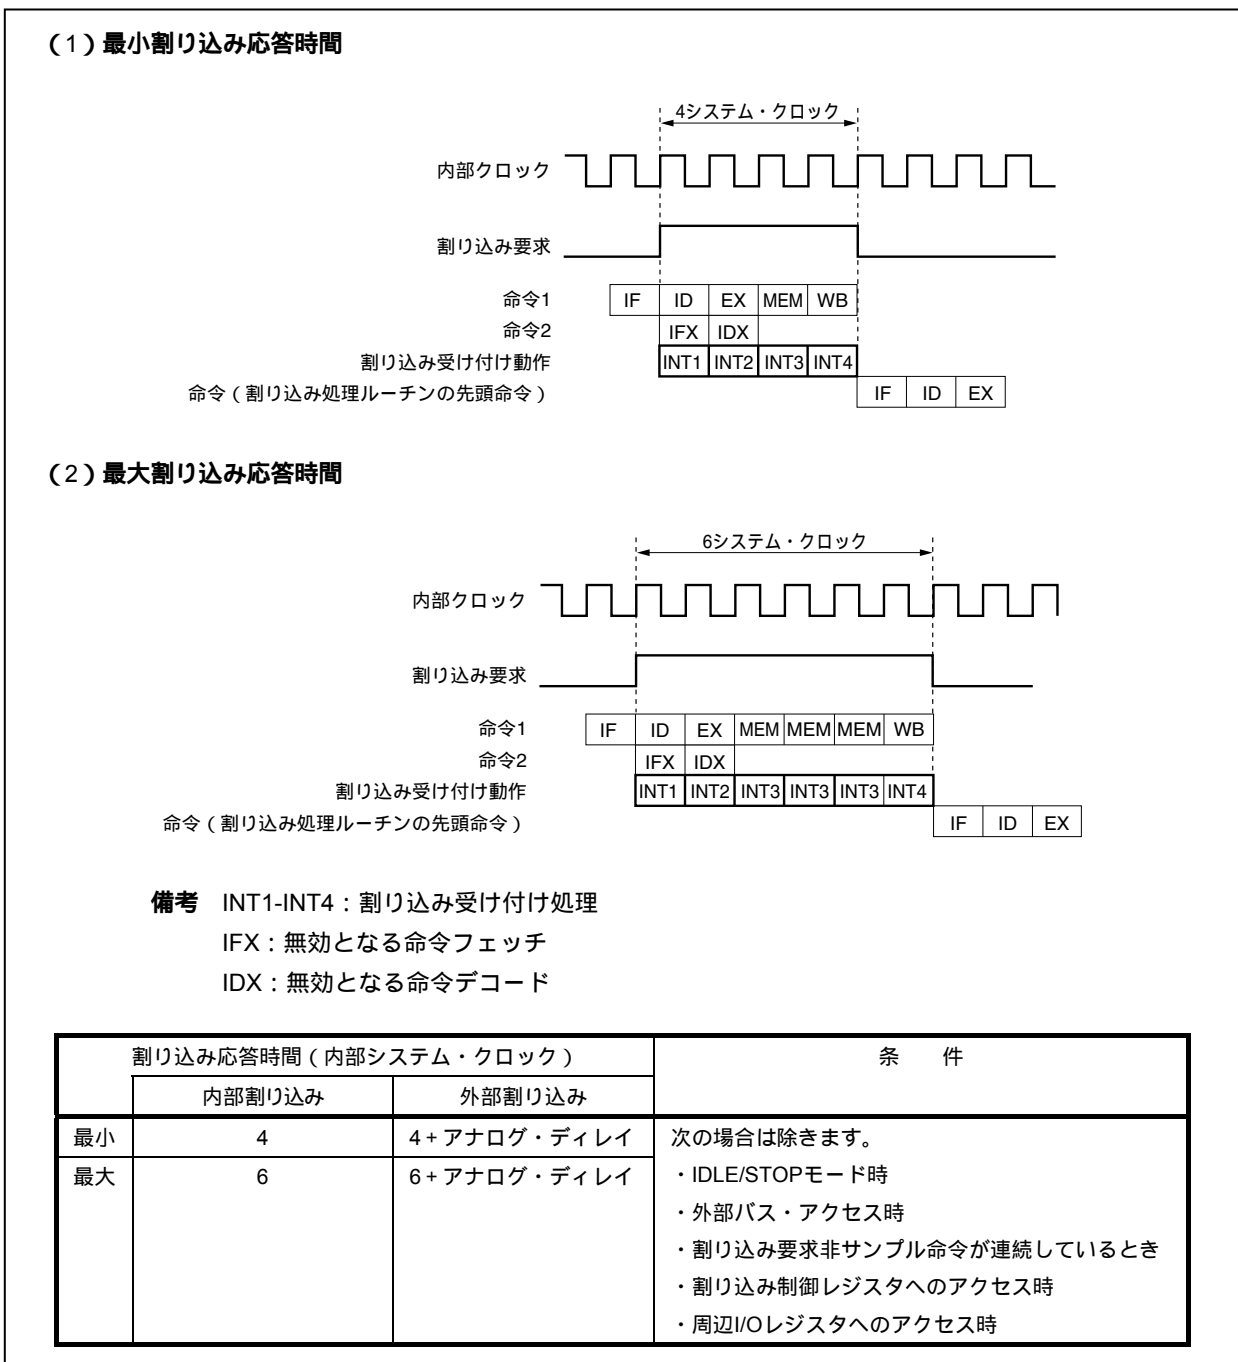 (1)最小割り込み応答時間
4システム・クロック
内部クロック
割り込み要求
命令1 IF ID EX MEM WB
命令2 IFX IDX
割り込み受け付け動作 INT1 INT2 INT3 INT4
命令(割り込み処理ルーチンの先頭命令) IF ID EX
(2)最大割り込み応答時間
6システム・クロック
内部クロック
割り込み要求
命令1 IF ID EX MEM MEM MEM WB
命令2 IFX IDX
割り込み受け付け動作 INT1 INT2 INT3 INT3 INT3 INT4
命令(割り込み処理ルーチンの先頭命令) IF ID EX
備考 INT1-INT4:割り込み受け付け処理
IFX:無効となる命令フェッチ
IDX:無効となる命令デコード
割り込み応答時間(内部システム・クロック) 条 件
内部割り込み 外部割り込み
最小 4 4+アナログ・ディレイ 次の場合は除きます。
最大 6 6+アナログ・ディレイ ・IDLE/STOPモード時
・外部バス・アクセス時
・割り込み要求非サンプル命令が連続しているとき
・割り込み制御レジスタへのアクセス時
・周辺I/Oレジスタへのアクセス時